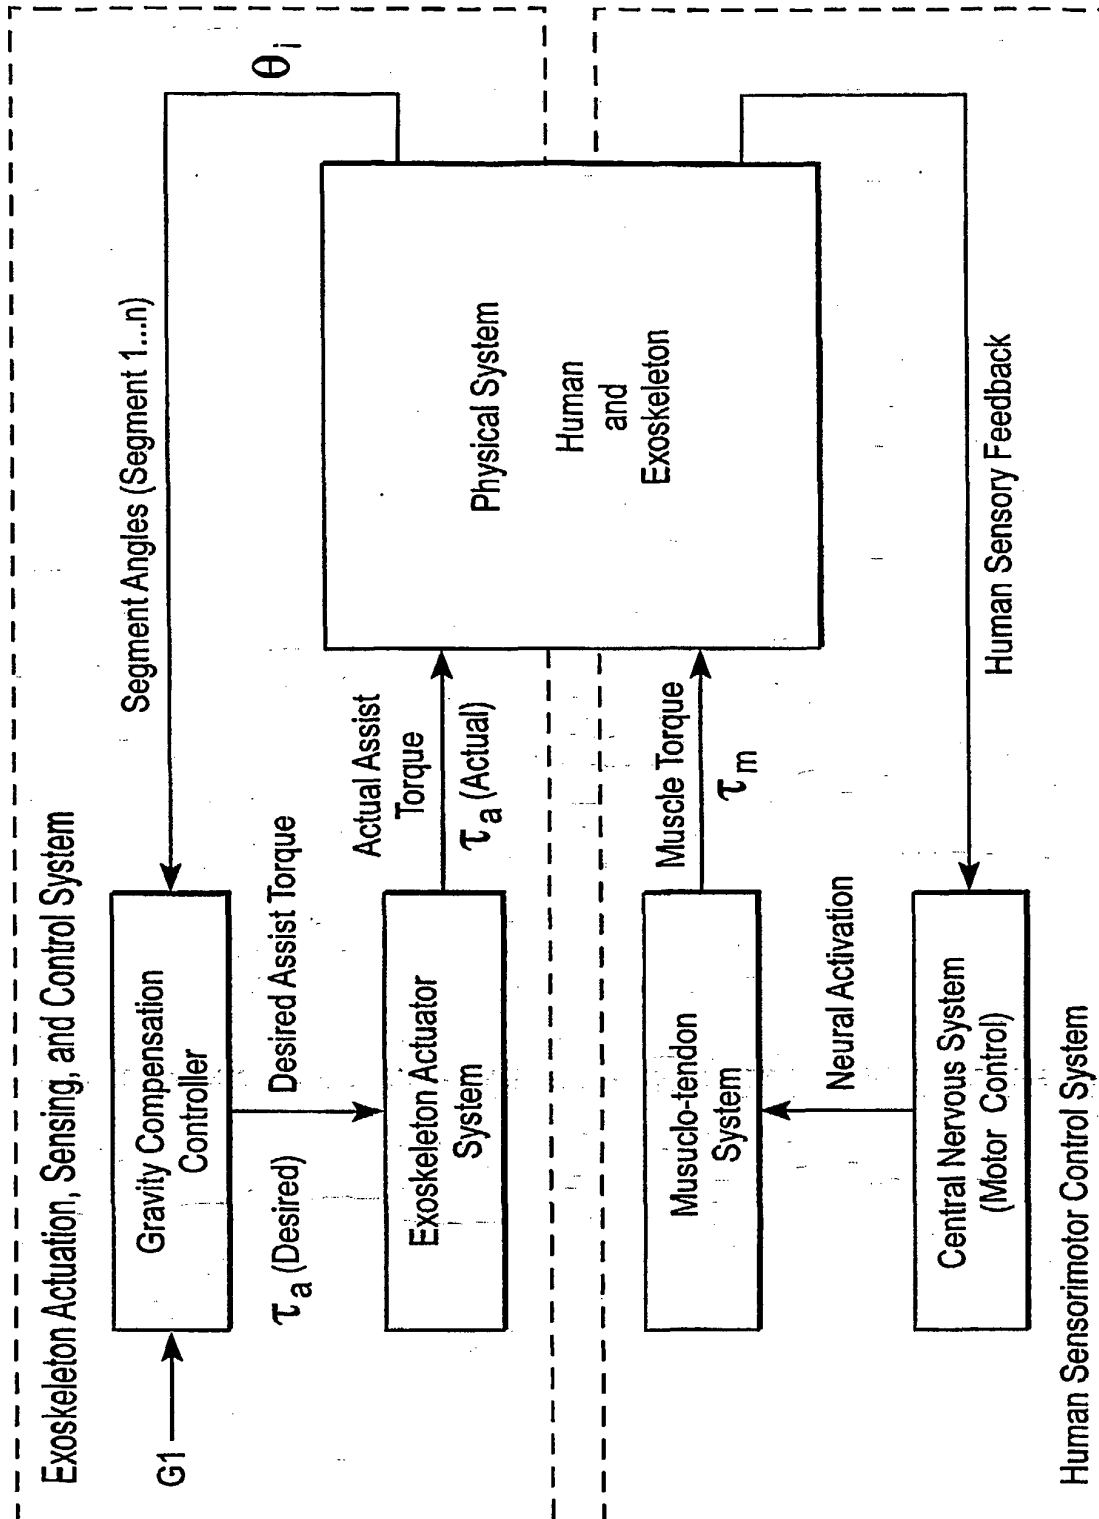 Exoskeleton Actuation, Sensing, and Control System
G1
Gravity Compensation
Controller
Segment Angles (Segment 1...n)
θi
τa (Desired)
Desired Assist Torque
Exoskeleton Actuator
System
Actual Assist
Torque
τa (Actual)
Physical System
Human
and
Exoskeleton
Muscle Torque
τm
Musuclo-tendon
System
Neural Activation
Central Nervous System
(Motor Control)
Human Sensory Feedback
Human Sensorimotor Control System